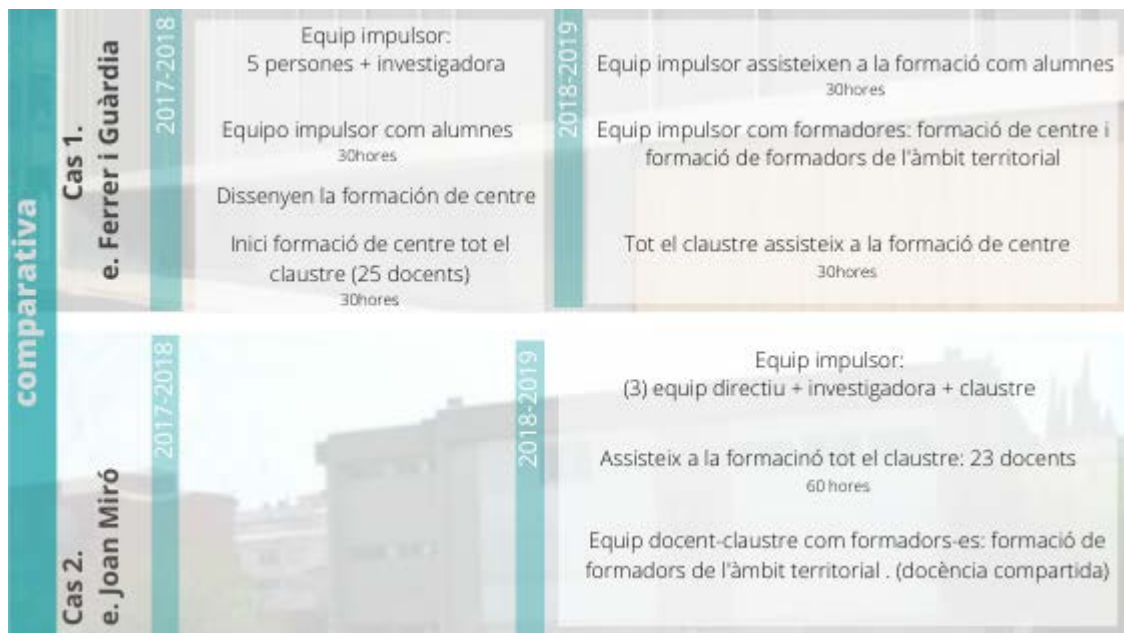 comparativa
Cas 1.
e. Ferrer i Guàrdia
2017-2018
Equip impulsor:
5 persones + investigadora
Equipo impulsor com alumnes
30hores
Dissenyen la formación de centre
Inici formació de centre tot el
claustre (25 docents)
30hores
2018-2019
Equip impulsor assisteixen a la formació com alumnes
30hores
Equip impulsor com formadores: formació de centre i
formació de formadors de l'àmbit territorial
Tot el claustre assisteix a la formació de centre
30hores
Cas 2.
e. Joan Miró
2017-2018
2018-2019
Equip impulsor:
(3) equip directiu + investigadora + claustre
Assisteix a la formacinó tot el claustre: 23 docents
60 hores
Equip docent-claustre com formadors-es: formació de
formadors de l'àmbit territorial . (docència compartida)